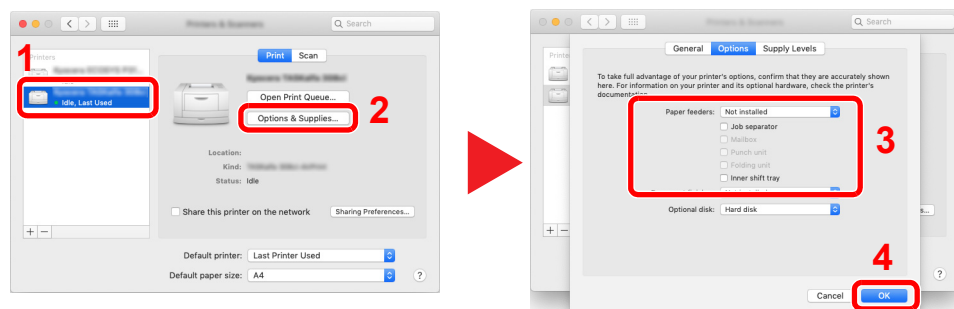 Search
1
Printers
Idle, Last Used
Print Scan
Open Print Queue...
Options & Supplies...
2
Location:
Kind:
Status: Idle
Share this printer on the network
Sharing Preferences...
+ −
Default printer: Last Printer Used
Default paper size: A4
?
Search
General Options Supply Levels
To take full advantage of your printer's options, confirm that they are accurately shown
here. For information on your printer and its optional hardware, check the printer's
documentation.
Paper feeders: Not installed
Job separator
Mailbox
Punch unit
Folding unit
Inner shift tray
3
Optional disk: Hard disk
+ −
?
4
Cancel OK